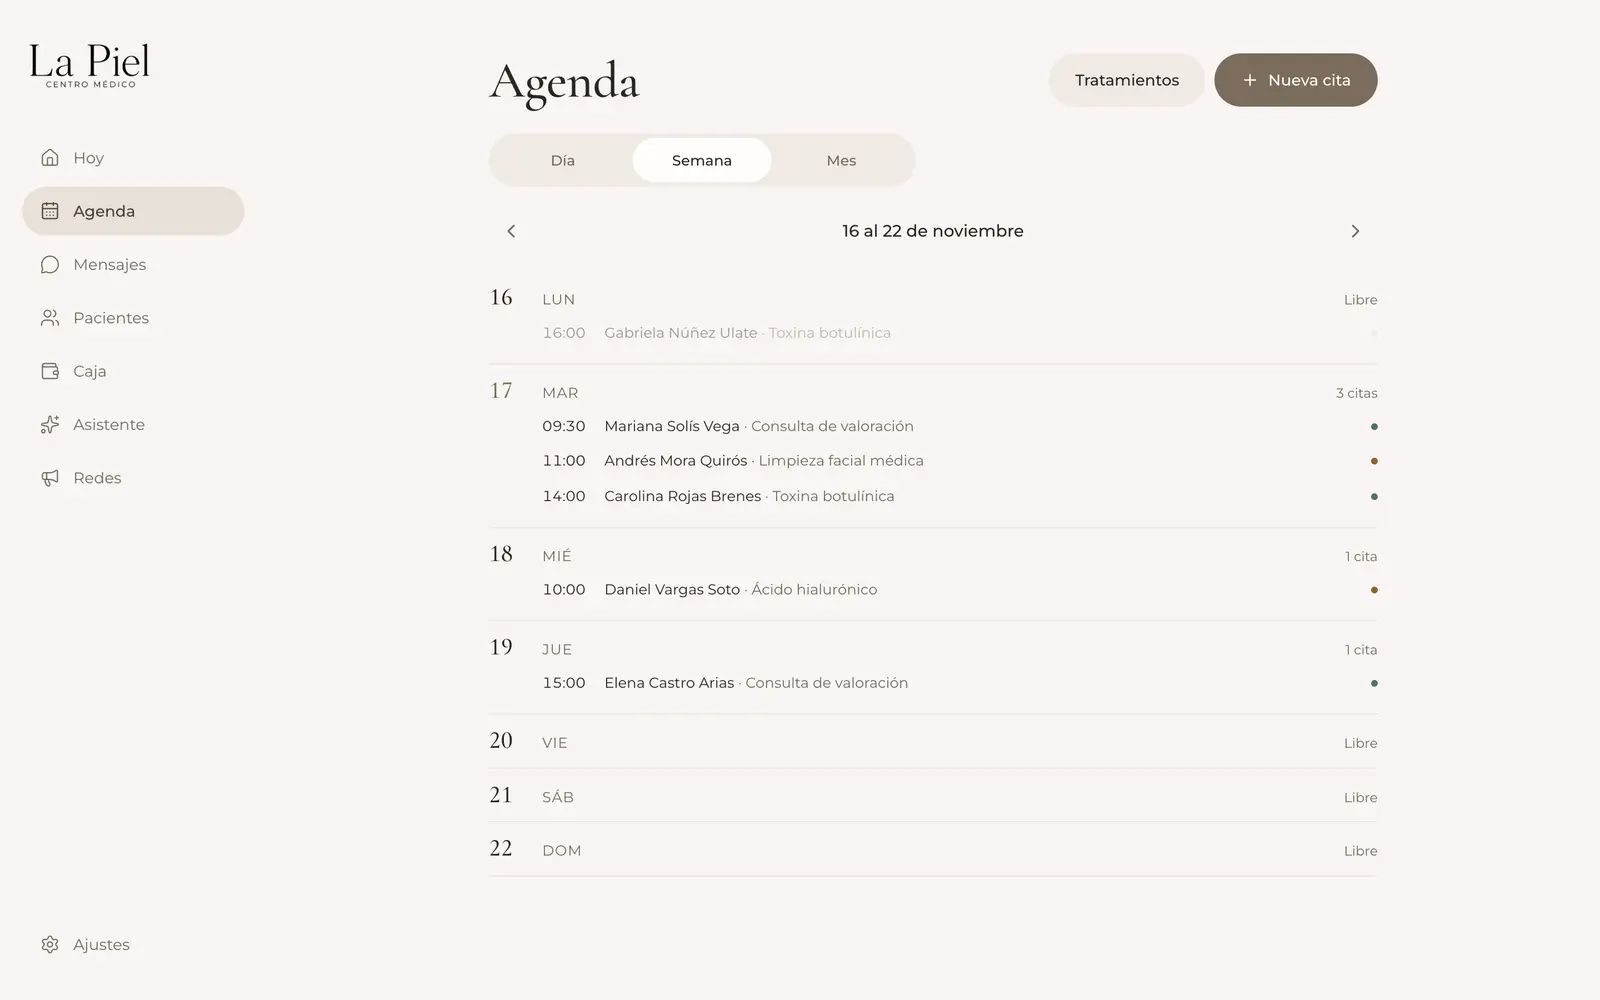 La Piel
CENTRO MÉDICO
Hoy
Agenda
Mensajes
Pacientes
Caja
Asistente
Redes
Ajustes
Agenda
Tratamientos
+ Nueva cita
Día Semana Mes
16 al 22 de noviembre
16 LUN Libre
16:00 Gabriela Núñez Ulate · Toxina botulínica
17 MAR 3 citas
09:30 Mariana Solís Vega · Consulta de valoración
11:00 Andrés Mora Quirós · Limpieza facial médica
14:00 Carolina Rojas Brenes · Toxina botulínica
18 MIÉ 1 cita
10:00 Daniel Vargas Soto · Ácido hialurónico
19 JUE 1 cita
15:00 Elena Castro Arias · Consulta de valoración
20 VIE Libre
21 SÁB Libre
22 DOM Libre